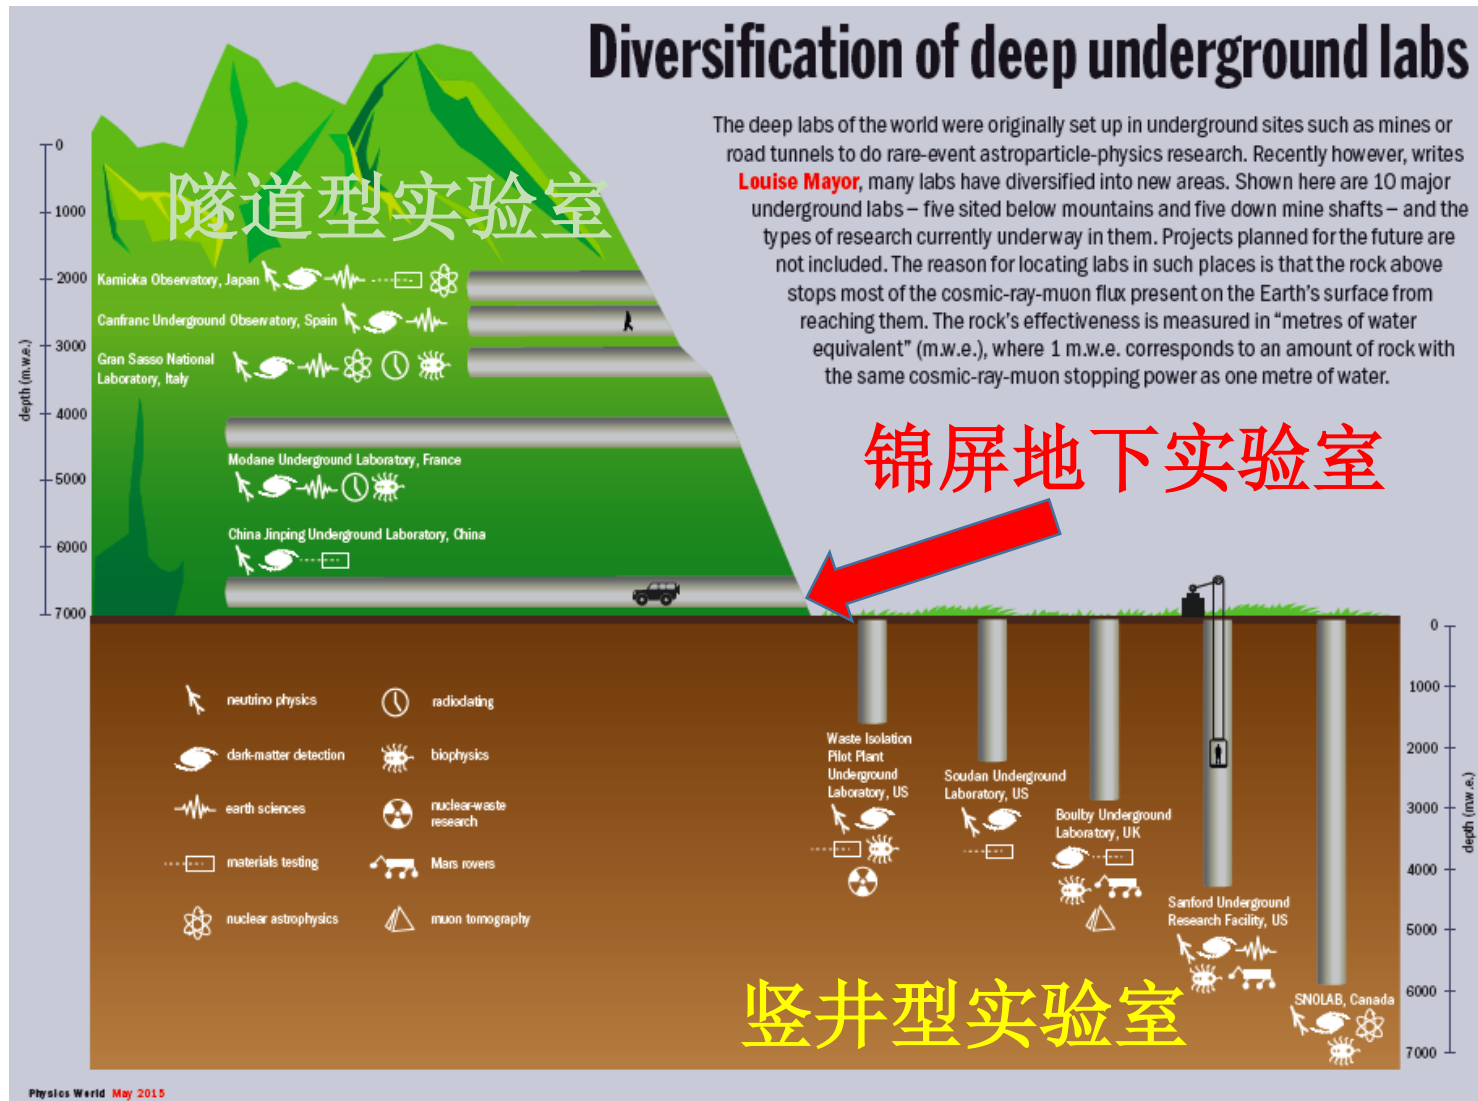 Diversification of deep underground labs
The deep labs of the world were originally set up in underground sites such as mines or
road tunnels to do rare-event astroparticle-physics research. Recently however, writes
Louise Mayor, many labs have diversified into new areas. Shown here are 10 major
underground labs – five sited below mountains and five down mine shafts – and the
types of research currently underway in them. Projects planned for the future are
not included. The reason for locating labs in such places is that the rock above
stops most of the cosmic-ray-muon flux present on the Earth's surface from
reaching them. The rock's effectiveness is measured in “metres of water
equivalent” (m.w.e.), where 1 m.w.e. corresponds to an amount of rock with
the same cosmic-ray-muon stopping power as one metre of water.
隧道型实验室
锦屏地下实验室
depth (m.w.e.)
0
1000
2000
3000
4000
5000
6000
7000
Kamioka Observatory, Japan
Canfranc Underground Observatory, Spain
Gran Sasso National
Laboratory, Italy
Modane Underground Laboratory, France
China Jinping Underground Laboratory, China
neutrino physics
dark-matter detection
earth sciences
materials testing
nuclear astrophysics
radiodating
biophysics
nuclear-waste
research
Mars rovers
muon tomography
Waste Isolation
Pilot Plant
Underground
Laboratory, US
Soudan Underground
Laboratory, US
Boulby Underground
Laboratory, UK
Sanford Underground
Research Facility, US
SNOLAB, Canada
0
1000
2000
3000
4000
5000
6000
7000
depth (m.w.e.)
竖井型实验室
Physics World May 2015